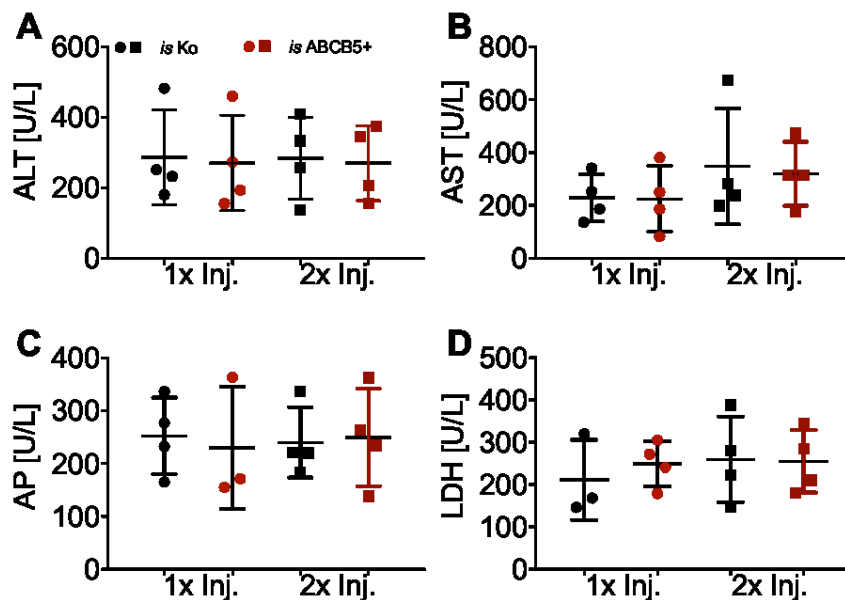 A
is Ko
is ABCB5+
600
400
200
0
ALT [U/L]
1x Inj.
2x Inj.
B
800
600
400
200
0
AST [U/L]
1x Inj.
2x Inj.
C
400
300
200
100
0
AP [U/L]
1x Inj.
2x Inj.
D
500
400
300
200
100
0
LDH [U/L]
1x Inj.
2x Inj.